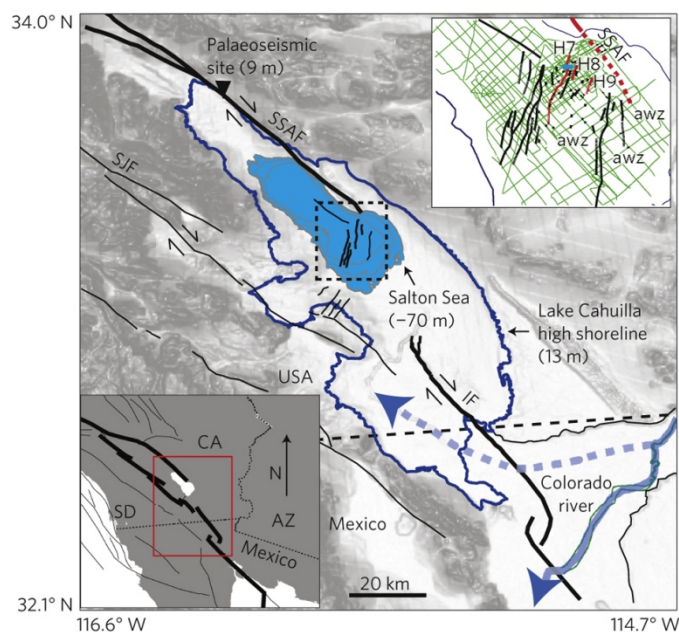 34.0° N
Palaeoseismic
site (9 m)
SSAF
SJF
SSAF
H7
H8
H9
awz
awz
awz
Salton Sea
(−70 m)
Lake Cahuilla
high shoreline
(13 m)
USA
IF
CA
N
SD
AZ
Mexico
Mexico
Colorado
river
20 km
32.1° N
116.6° W
114.7° W